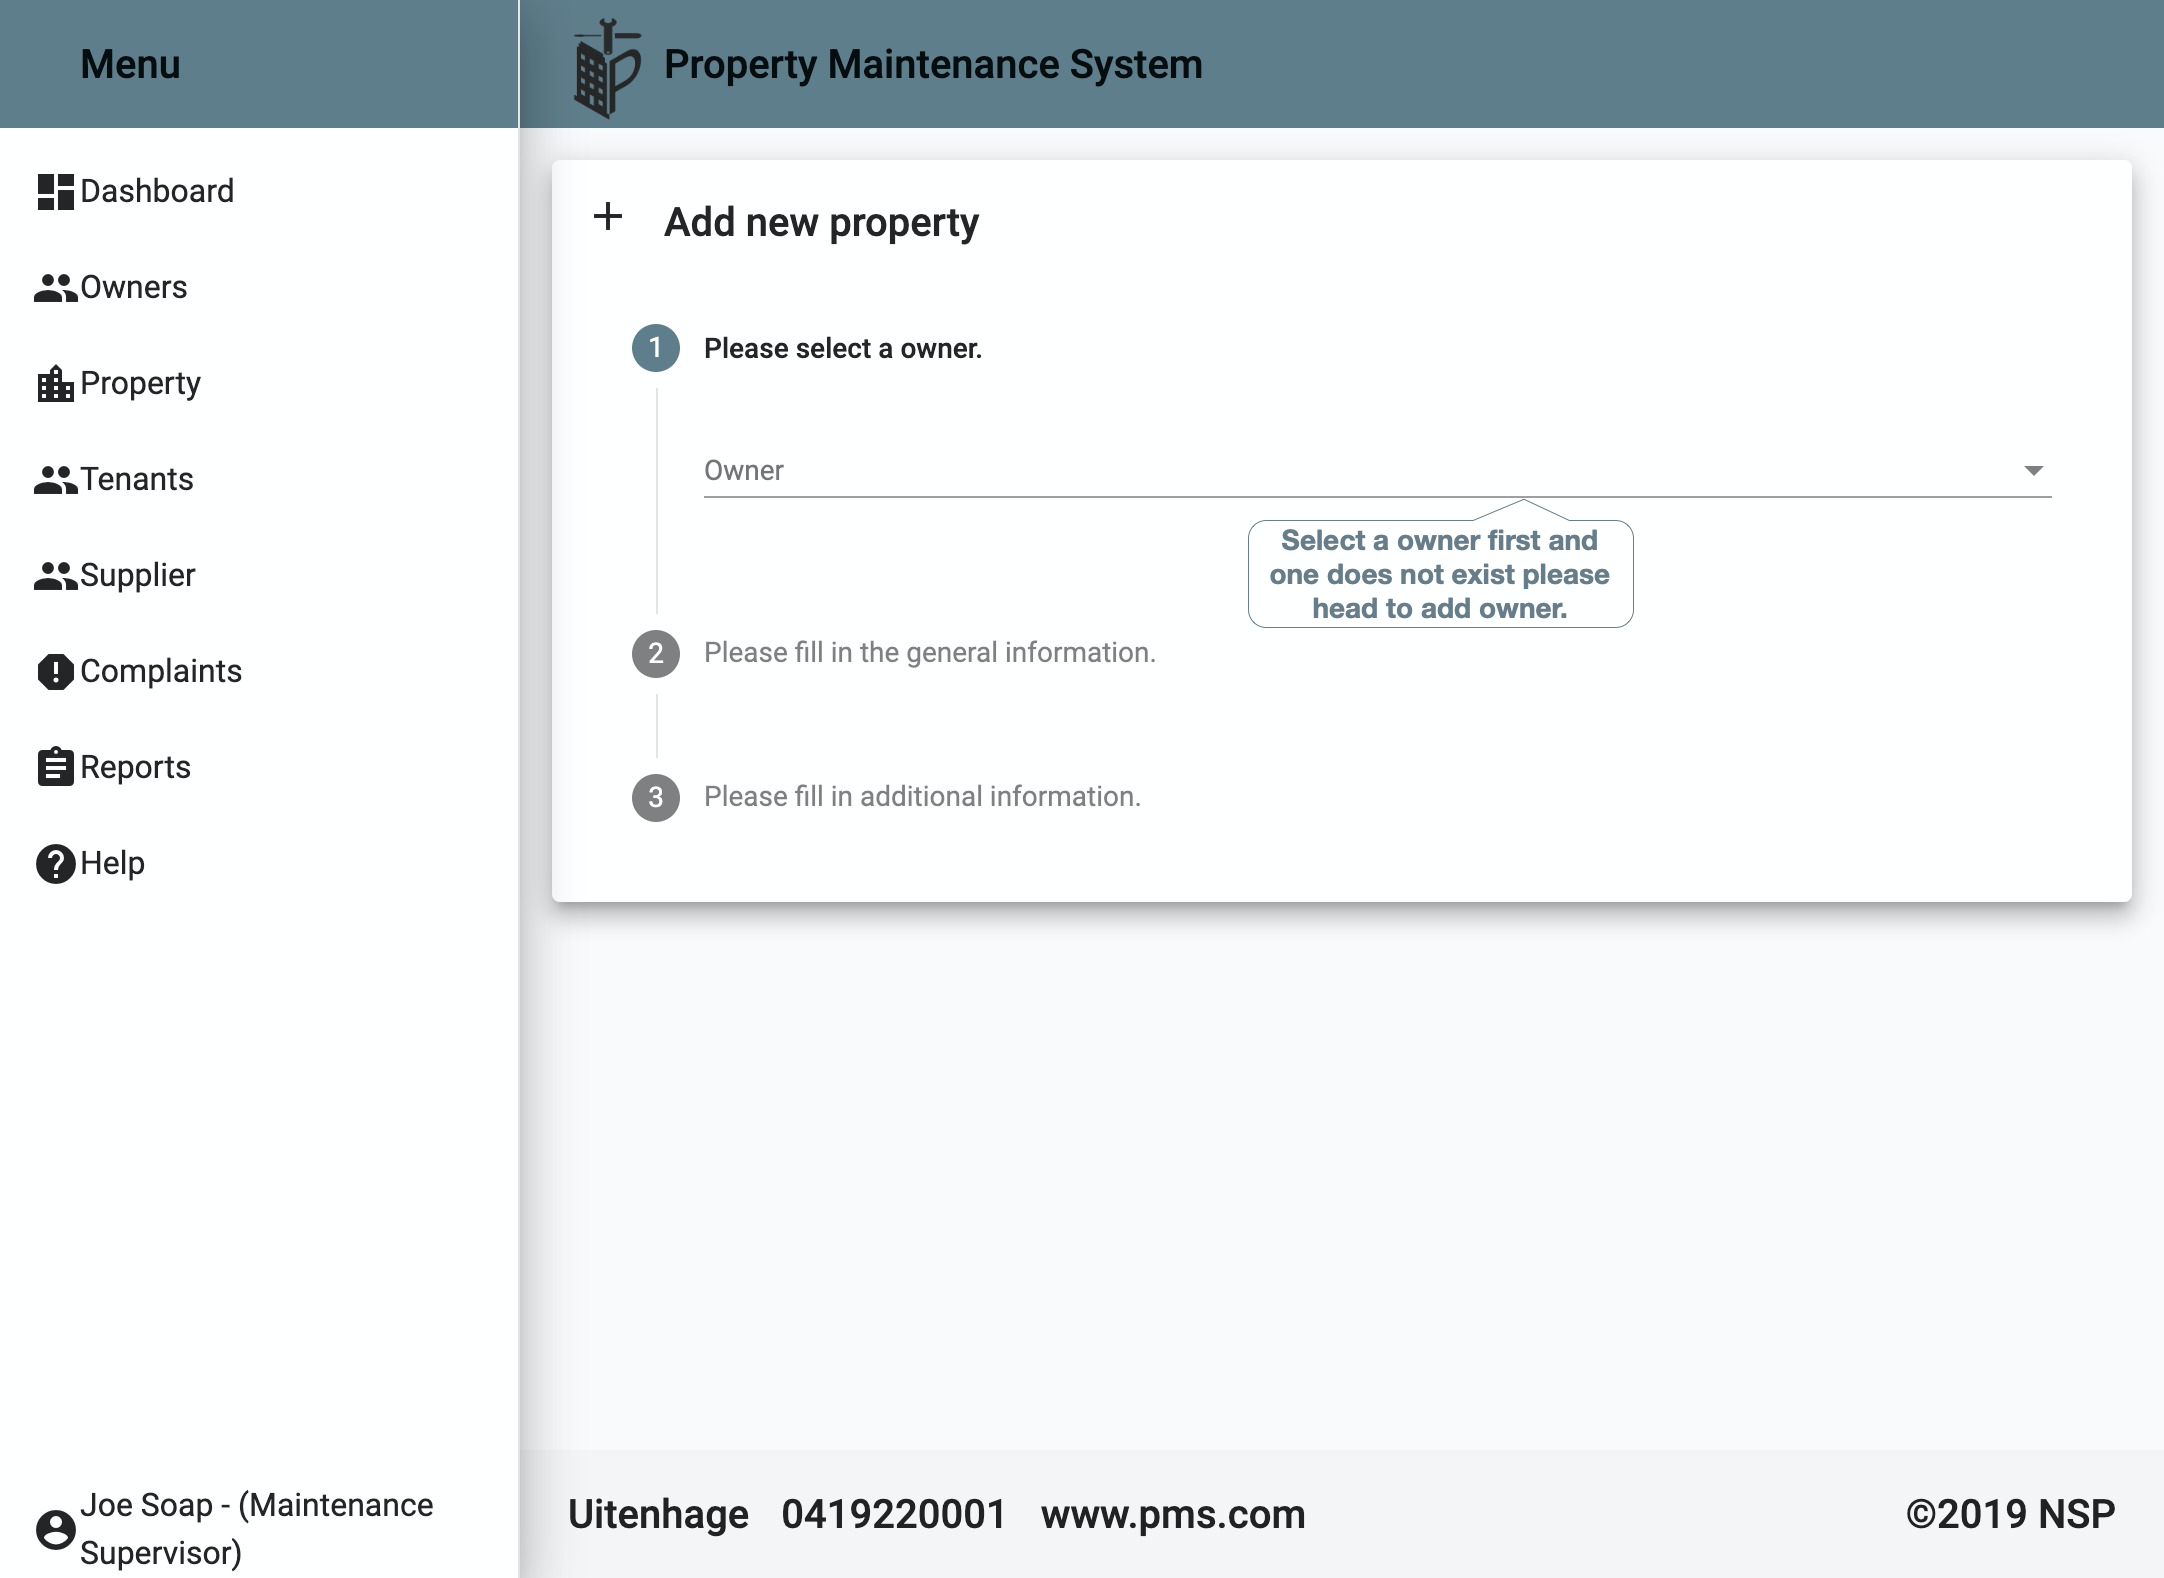 Menu
Property Maintenance System
Dashboard
Owners
Property
Tenants
Supplier
Complaints
Reports
Help
Joe Soap - (Maintenance
Supervisor)
Add new property
1 Please select a owner.
Owner
Select a owner first and
one does not exist please
head to add owner.
2 Please fill in the general information.
3 Please fill in additional information.
Uitenhage 0419220001 www.pms.com ©2019 NSP